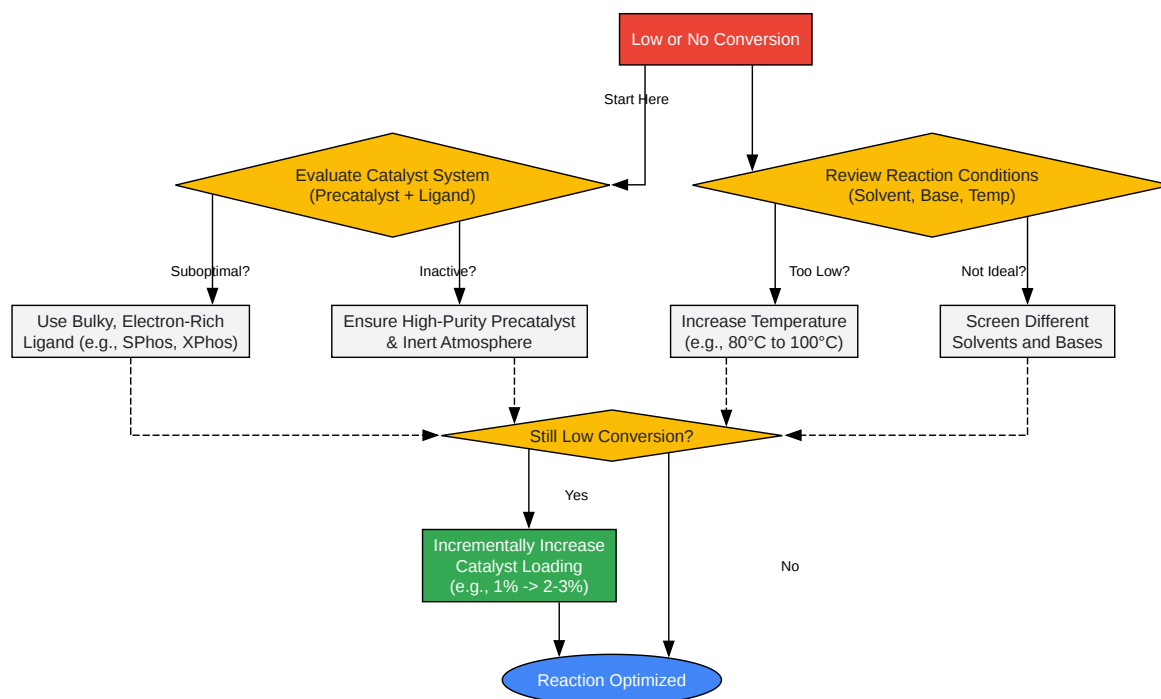 Low or No Conversion
Start Here
Evaluate Catalyst System
(Precatalyst + Ligand)
Review Reaction Conditions
(Solvent, Base, Temp)
Suboptimal?
Inactive?
Too Low?
Not Ideal?
Use Bulky, Electron-Rich
Ligand (e.g., SPhos, XPhos)
Ensure High-Purity Precatalyst
& Inert Atmosphere
Increase Temperature
(e.g., 80°C to 100°C)
Screen Different
Solvents and Bases
Still Low Conversion?
Yes
Incrementally Increase
Catalyst Loading
(e.g., 1% -> 2-3%)
No
Reaction Optimized